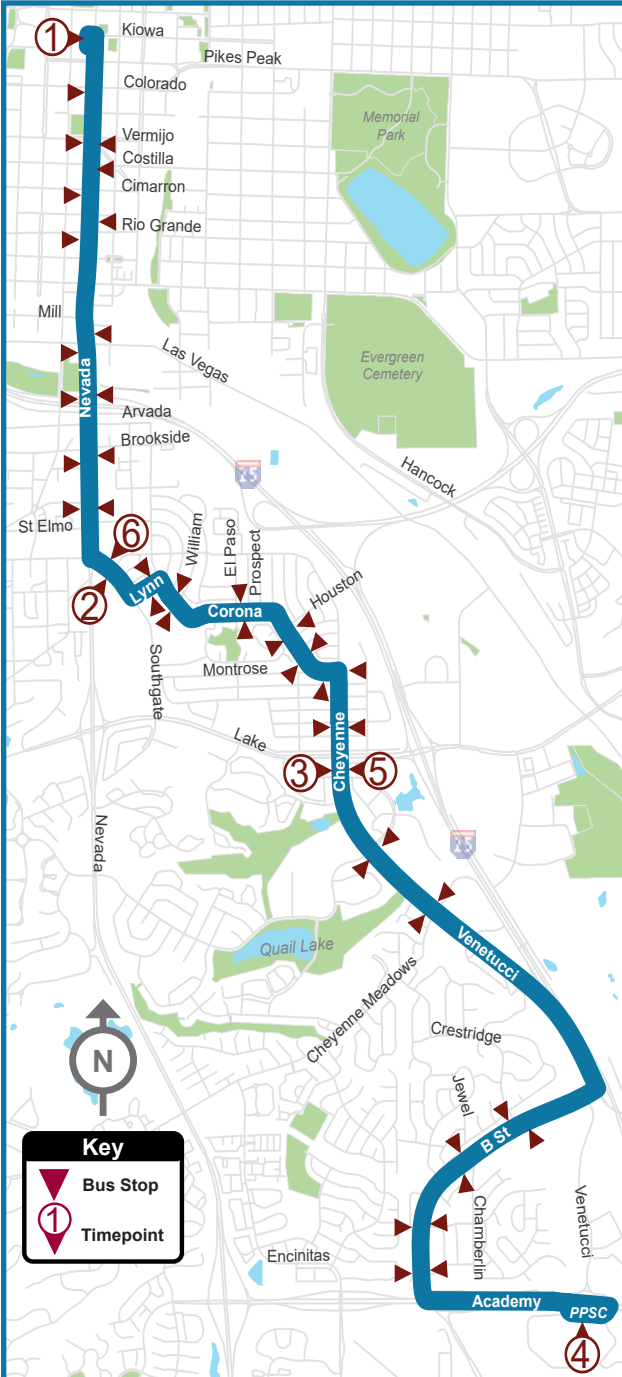 1
Kiowa
Pikes Peak
Colorado
Memorial
Park
Vermijo
Costilla
Cimarron
Rio Grande
Mill
Las Vegas
Evergreen
Cemetery
Nevada
Arvada
Brookside
Hancock
25
St Elmo
6
William
El Paso
Prospect
Houston
2
Lynn
Corona
Southgate
Montrose
Lake
Cheyenne
3
5
Nevada
25
Quail Lake
Venetucci
Cheyenne Meadows
Crestridge
N
Jewel
B St
Key
Bus Stop
1
Timepoint
Chamberlin
Venetucci
Encinitas
Academy
PPSC
4